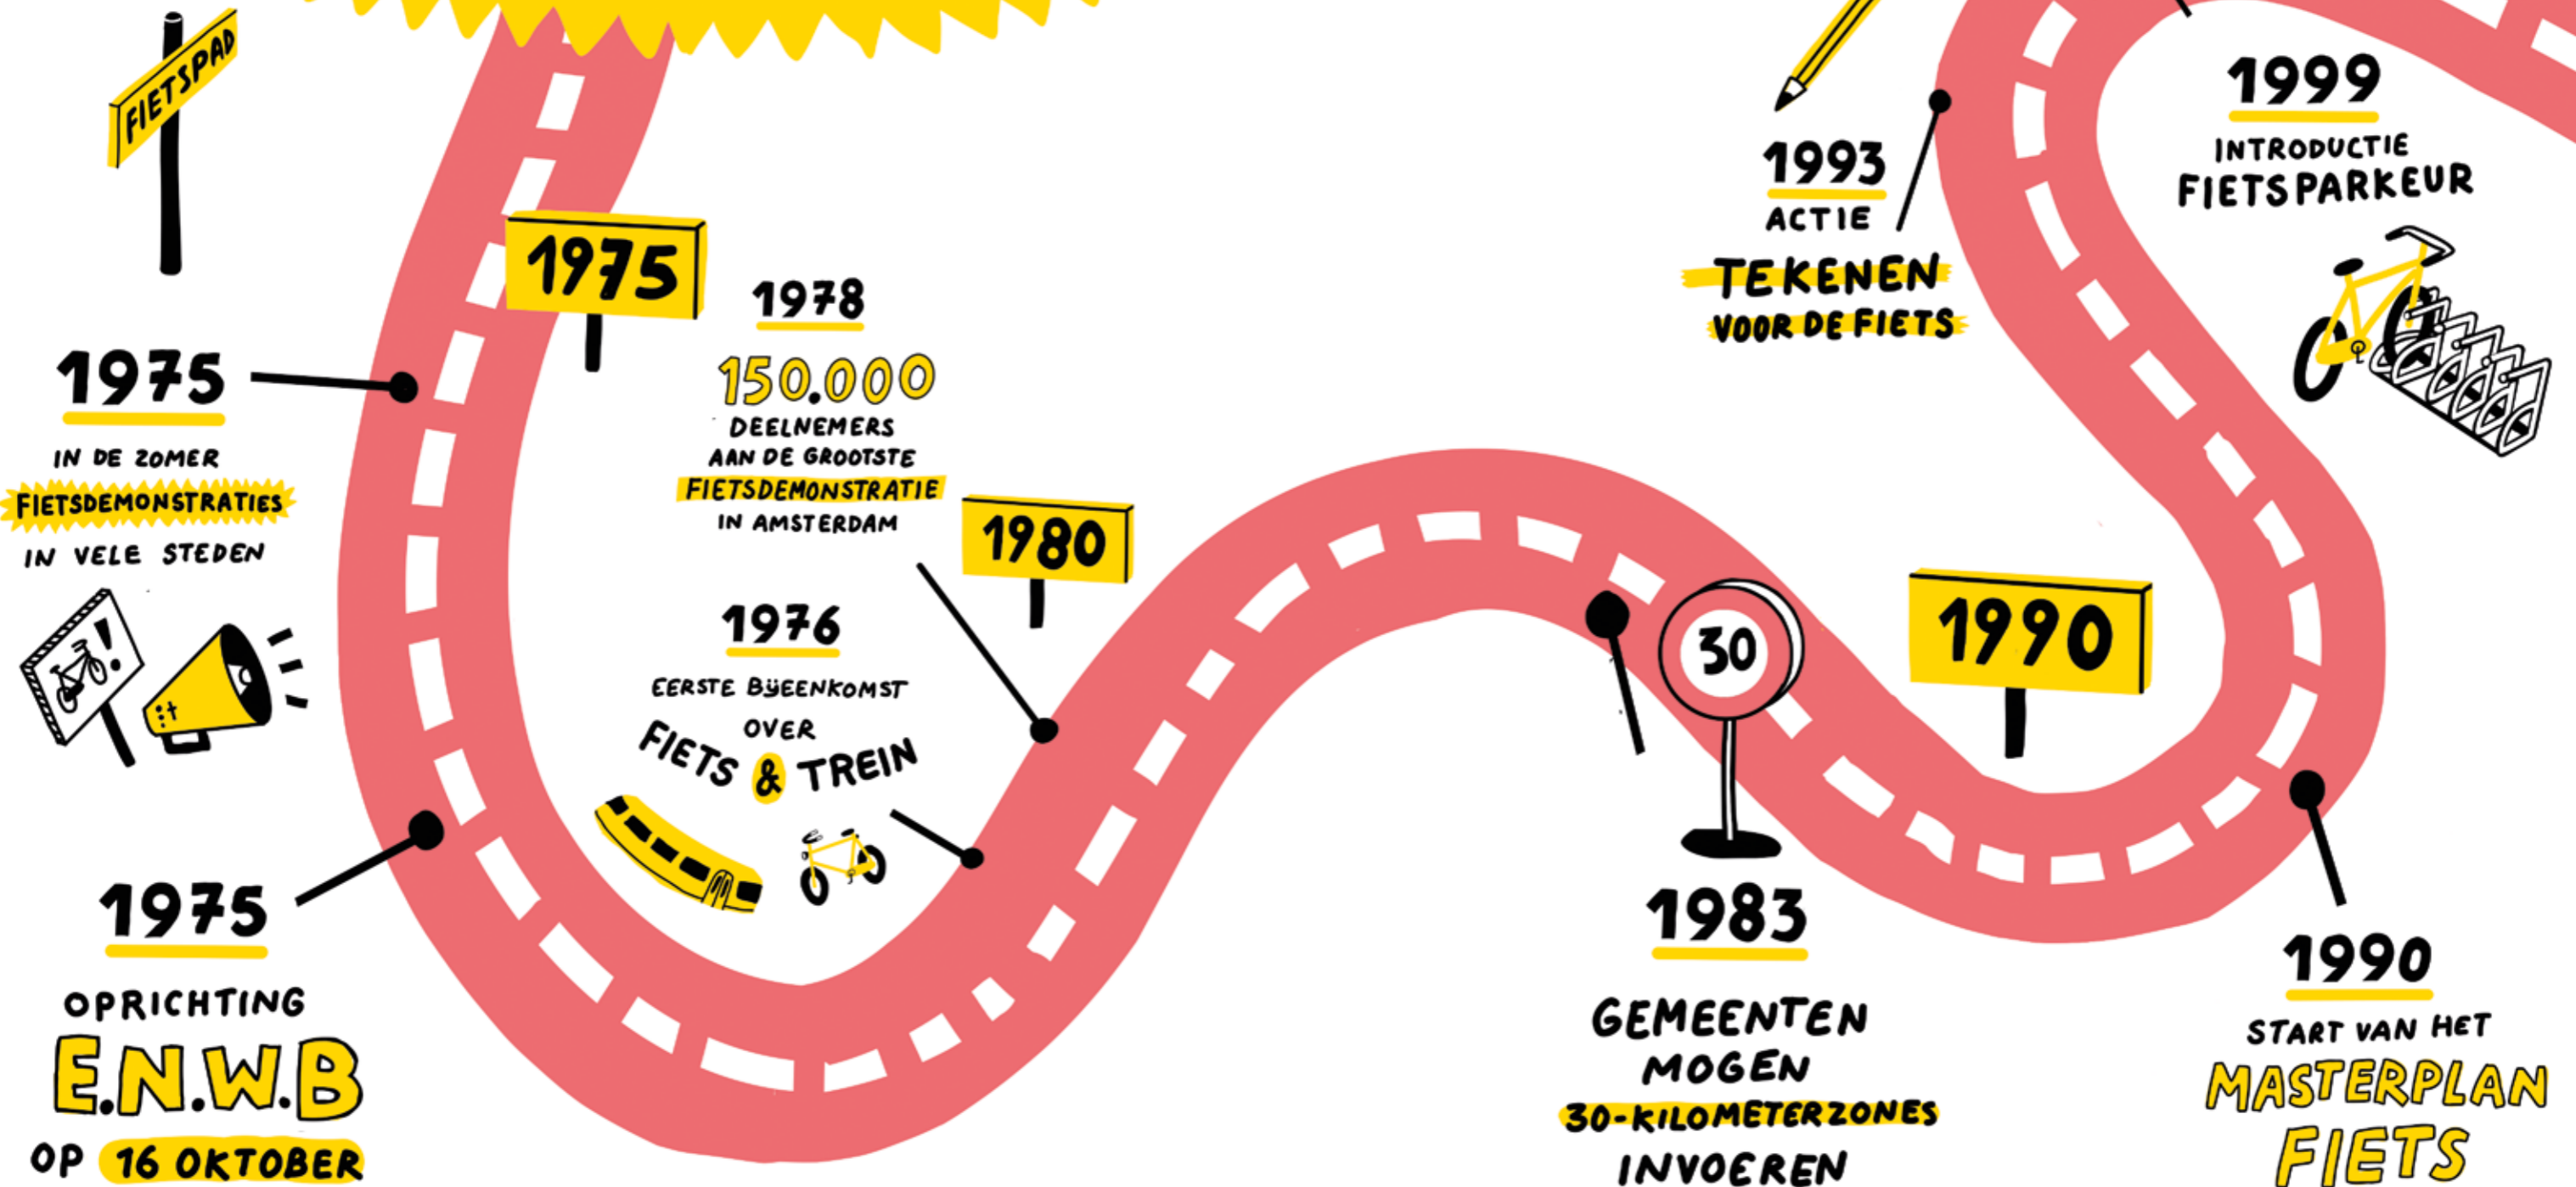 FIETSPAD
1975
1975
IN DE ZOMER
FIETSDEMONSTRATIES
IN VELE STEDEN
!
1975
OPRICHTING
E.N.W.B
OP 16 OKTOBER
1976
EERSTE BIJEENKOMST
OVER
FIETS & TREIN
1978
150.000
DEELNEMERS
AAN DE GROOTSTE
FIETSDEMONSTRATIE
IN AMSTERDAM
1980
30
1983
GEMEENTEN
MOGEN
30-KILOMETERZONES
INVOEREN
1990
1990
START VAN HET
MASTERPLAN
FIETS
1993
ACTIE
TEKENEN
VOOR DE FIETS
1999
INTRODUCTIE
FIETSPARKEUR